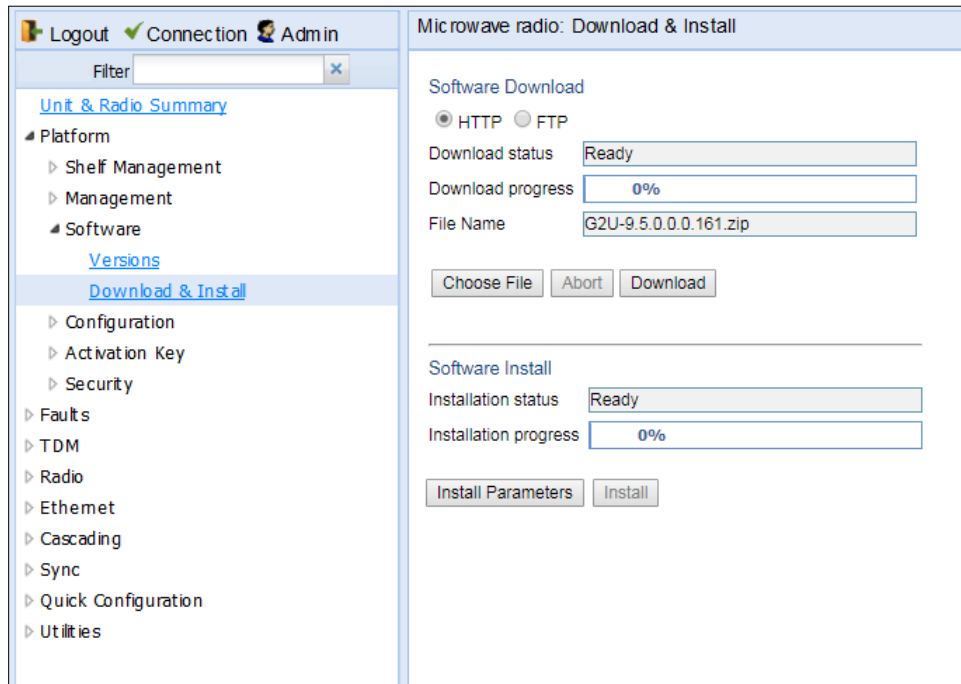 Logout Connection Admin
Filter
Unit & Radio Summary
Platform
Shelf Management
Management
Software
Versions
Download & Install
Configuration
Activation Key
Security
Faults
TDM
Radio
Ethernet
Cascading
Sync
Quick Configuration
Utilities
Microwave radio: Download & Install
Software Download
HTTP FTP
Download status Ready
Download progress 0%
File Name G2U-9.5.0.0.0.161.zip
Choose File Abort Download
Software Install
Installation status Ready
Installation progress 0%
Install Parameters Install